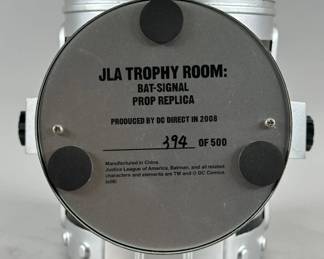 JLA TROPHY ROOM:
BAT-SIGNAL
PROP REPLICA
PRODUCED BY DC DIRECT IN 2008
394 OF 500
Manufactured in China
Justice League of America, Batman, and all related
characters and elements are TM and © DC Comics
(s08)